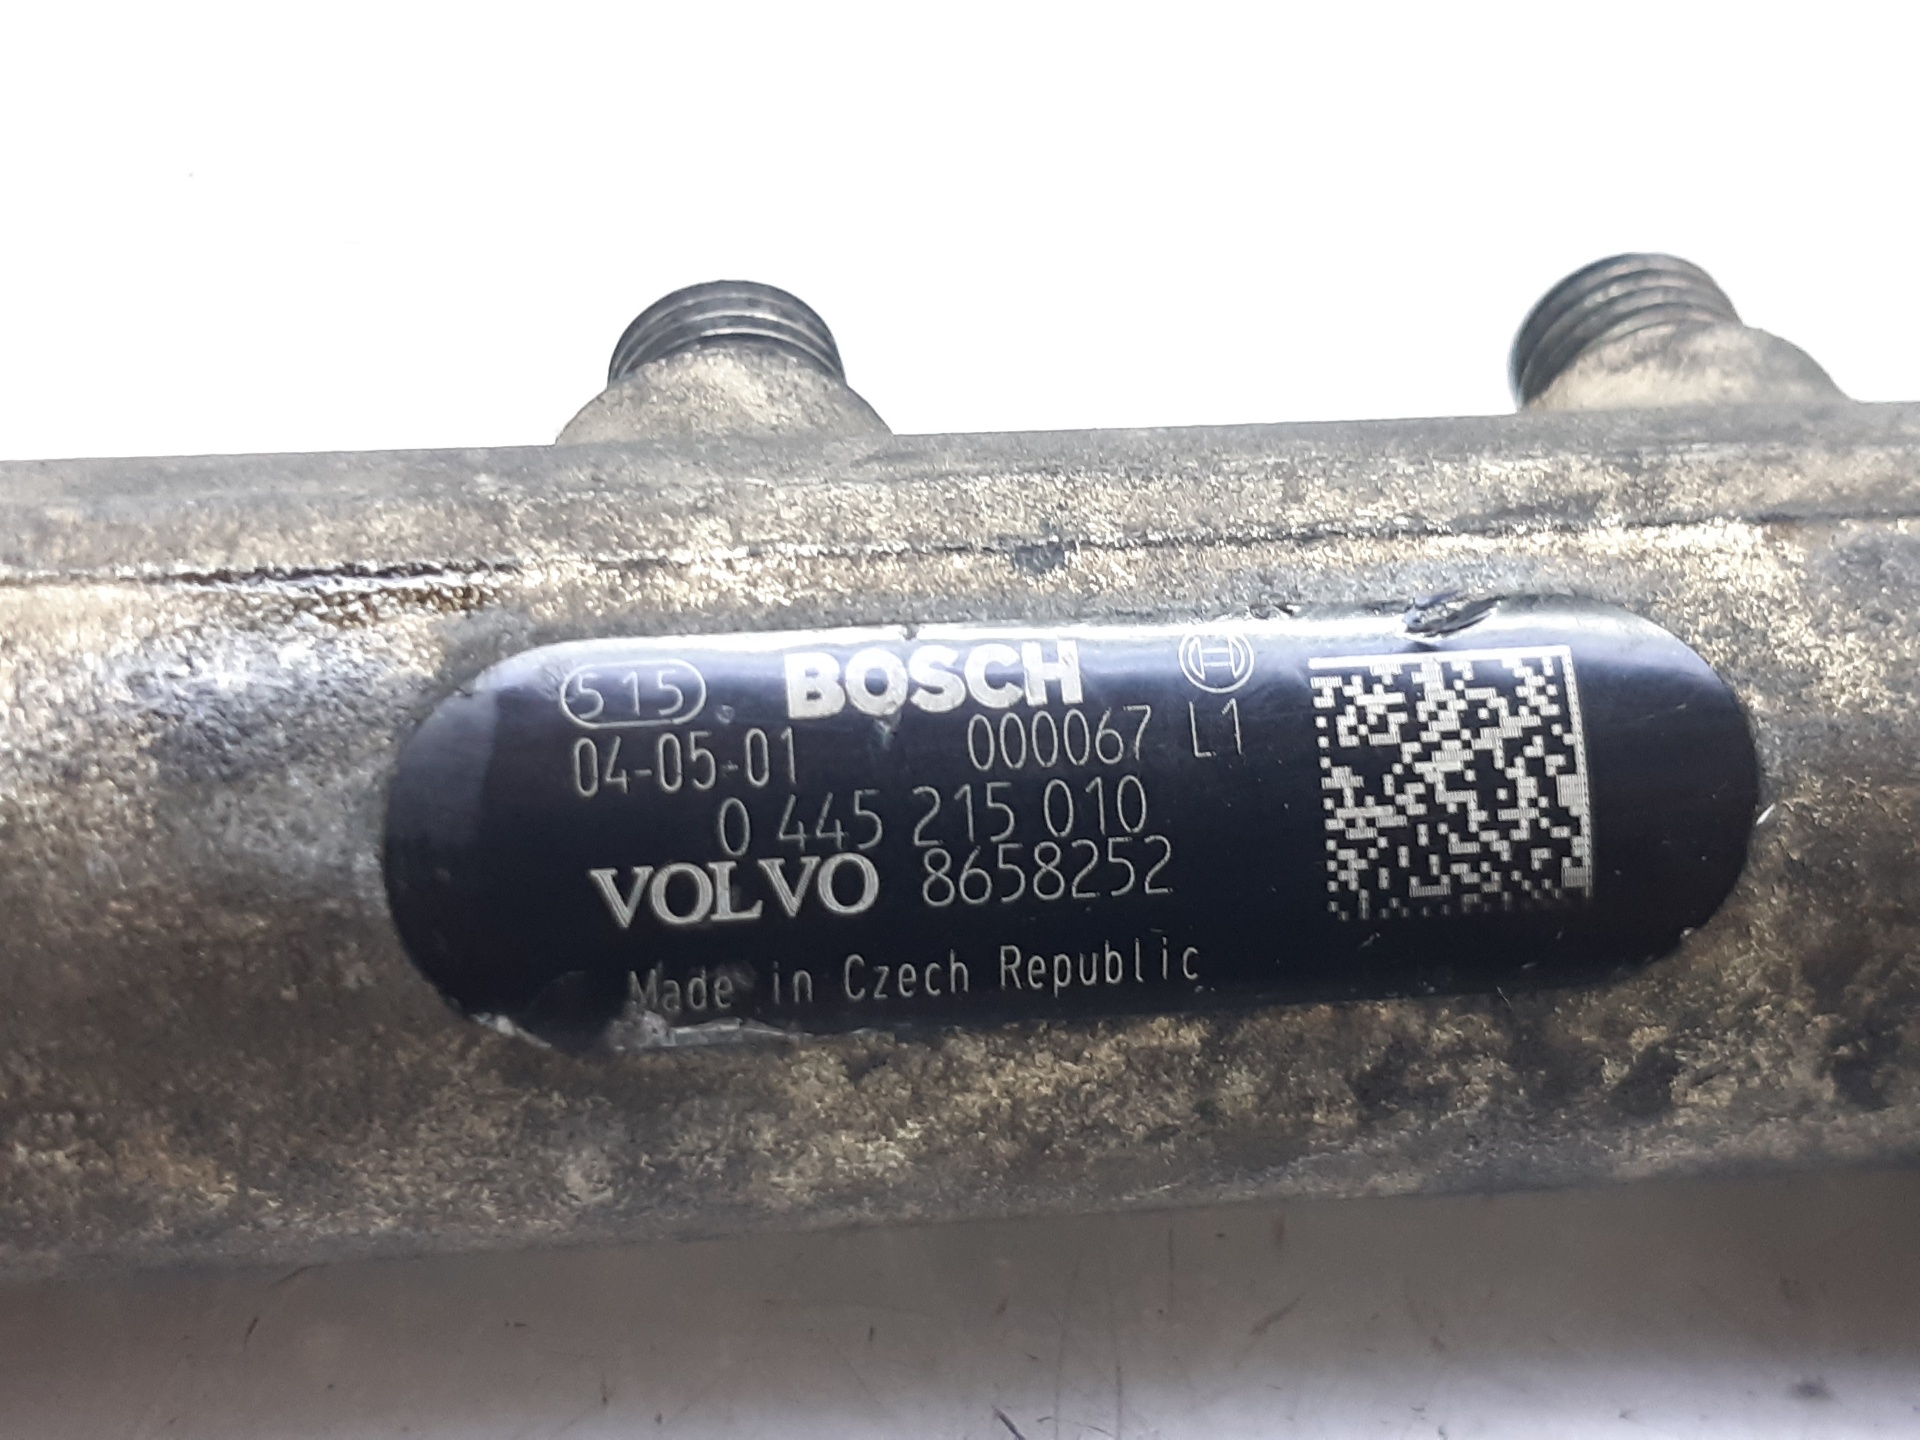 515 BOSCH
04-05-01 000067 L1
0 445 215 010
VOLVO 8658252
Made in Czech Republic